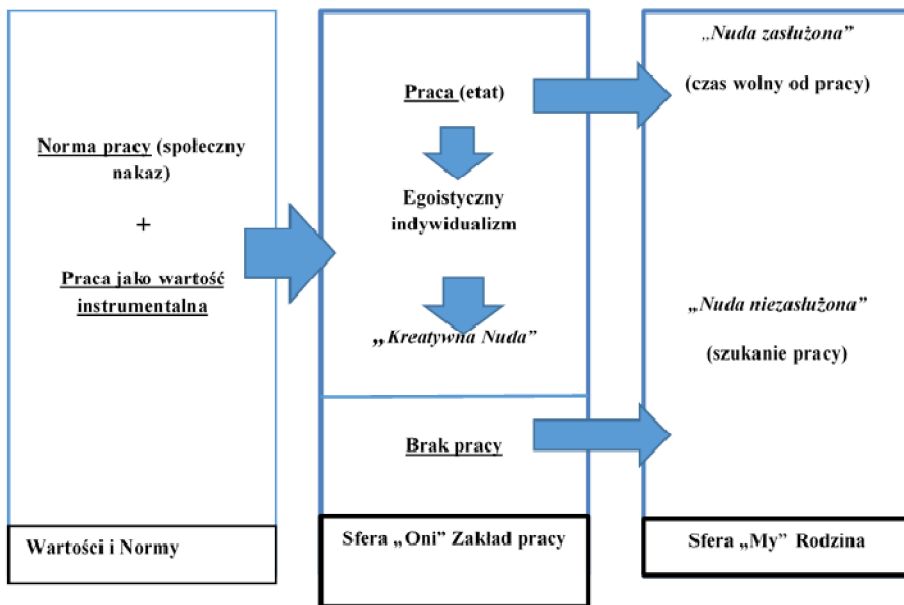 Norma pracy (społeczny
nakaz)
+
Praca jako wartość
instrumentalna
Wartości i Normy
Praca (etat)
Egoistyczny
indywidualizm
„Kreatywna Nuda”
Brak pracy
Sfera „Oni” Zakład pracy
„Nuda zasłużona”
(czas wolny od pracy)
„Nuda niezasłużona”
(szukanie pracy)
Sfera „My” Rodzina